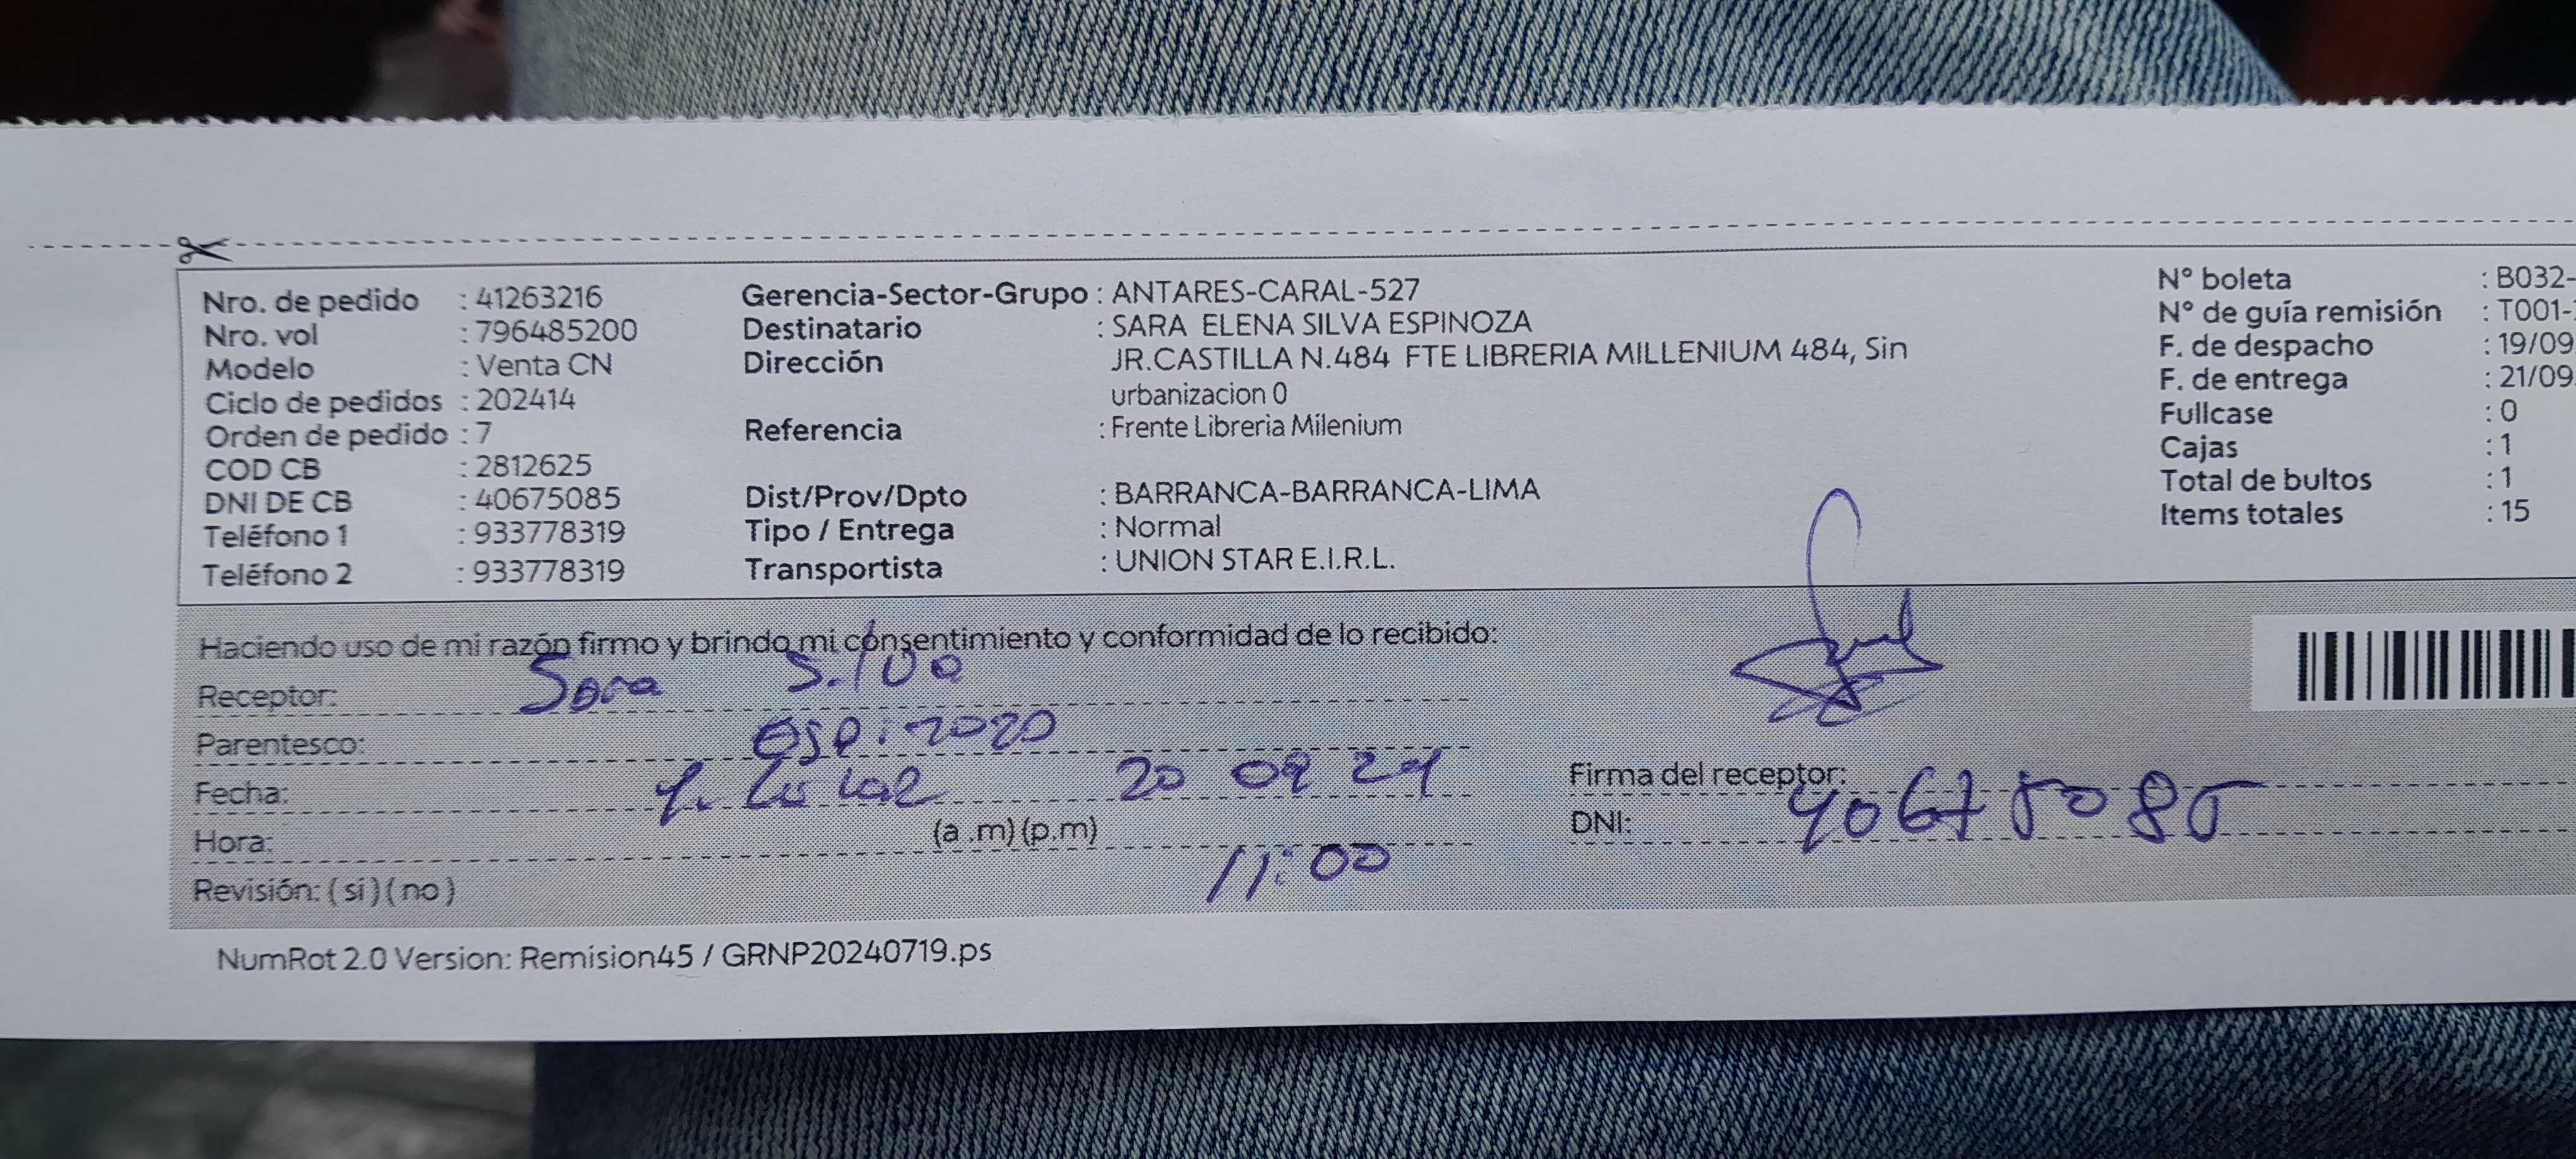 Nro. de pedido : 41263216
Nro. vol : 796485200
Modelo : Venta CN
Ciclo de pedidos : 202414
Orden de pedido : 7
COD CB : 2812625
DNI DE CB : 40675085
Teléfono 1 : 933778319
Teléfono 2 : 933778319
Gerencia-Sector-Grupo : ANTARES-CARAL-527
Destinatario : SARA ELENA SILVA ESPINOZA
Dirección JR.CASTILLA N.484 FTE LIBRERIA MILLENIUM 484, Sin
urbanizacion 0
Referencia : Frente Libreria Milenium
Dist/Prov/Dpto : BARRANCA-BARRANCA-LIMA
Tipo / Entrega : Normal
Transportista : UNION STAR E.I.R.L.
N° boleta : B032-
N° de guía remisión : T001-
F. de despacho : 19/09
F. de entrega : 21/09
Fullcase : 0
Cajas : 1
Total de bultos : 1
Items totales : 15
Haciendo uso de mi razón firmo y brindo mi consentimiento y conformidad de lo recibido:
Receptor: Sara Silva
Parentesco: espinoza
Fecha: 20 09 24
Hora: (a .m) (p.m) 11:00
Revisión: ( si ) ( no )
Firma del receptor:
DNI: 40675085
NumRot 2.0 Version: Remision45 / GRNP20240719.ps